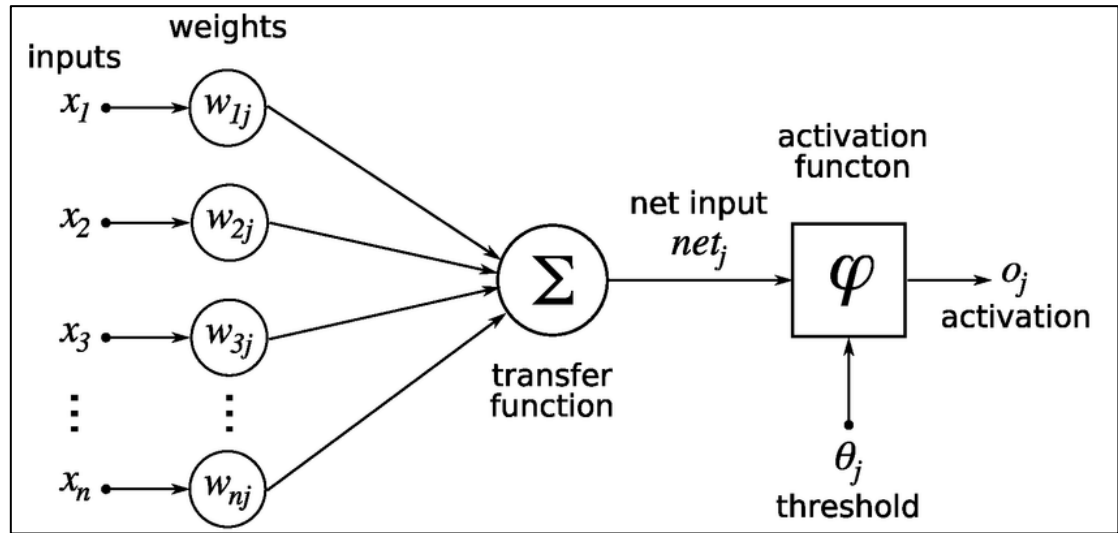 weights
inputs
x1
w1j
x2
w2j
x3
w3j
⋮ ⋮
xn
wnj
Σ
transfer
function
net input
netj
activation
functon
φ
oj
activation
θj
threshold